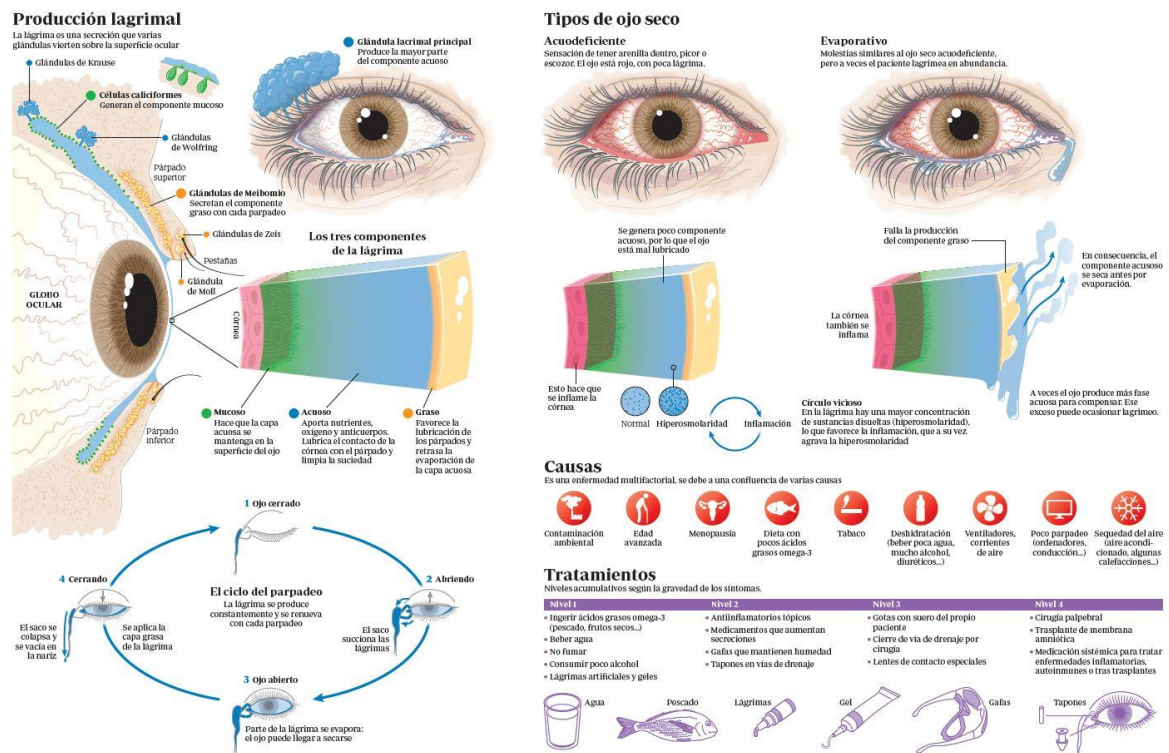 Producción lagrimal
La lágrima es una secreción que varias
glándulas vierten sobre la superficie ocular
Glándulas de Krause
Células caliciformes
Generan el componente mucoso
Glándulas
de Wolfring
Párpado
superior
Glándulas de Meibomio
Secretan el componente
graso con cada parpadeo
Glándulas de Zeis
Pestañas
Glándula
de Moll
GLOBO
OCULAR
Párpado
inferior
Glándula lacrimal principal
Produce la mayor parte
del componente acuoso
Los tres componentes
de la lágrima
Córnea
Mucoso
Hace que la capa
acuosa se
mantenga en la
superficie del ojo
Acuoso
Aporta nutrientes,
oxígeno y anticuerpos.
Lubrica el contacto de la
córnea con el párpado y
limpia la suciedad
Graso
Favorece la
lubricación de
los párpados y
retrasa la
evaporación de
la capa acuosa
1 Ojo cerrado
4 Cerrando
2 Abriendo
El ciclo del parpadeo
La lágrima se produce
constantemente y se renueva
con cada parpadeo
El saco se
colapsa y
se vacía en
la nariz
Se aplica la
capa grasa
de la lágrima
El saco
succiona las
lágrimas
3 Ojo abierto
Parte de la lágrima se evapora:
el ojo puede llegar a secarse
Tipos de ojo seco
Acuodeficiente
Sensación de tener arenilla dentro, picor o
escozor. El ojo está rojo, con poca lágrima.
Evaporativo
Molestias similares al ojo seco acuodeficiente,
pero a veces el paciente lagrimea en abundancia.
Se genera poco componente
acuoso, por lo que el ojo
está mal lubricado
Esto hace que
se inflame la
córnea
Normal
Hiperosmolaridad
Inflamación
Falla la producción
del componente graso
En consecuencia, el
componente acusoso
se seca antes por
evaporación.
La córnea
también se
inflama
A veces el ojo produce más fase
acuosa para compensar. Ese
exceso puede ocasionar lagrimeo.
Círculo vicioso
En la lágrima hay una mayor concentración
de sustancias disueltas (hiperosmolaridad),
lo que favorece la inflamación, que a su vez
agrava la hiperosmolaridad
Causas
Es una enfermedad multifactorial, se debe a una confluencia de varias causas
Contaminación
ambiental
Edad
avanzada
Menopausia
Dieta con
pocos ácidos
grasos omega-3
Tabaco
Deshidratación
(beber poca agua,
mucho alcohol,
diuréticos...)
Ventiladores,
corrientes
de aire
Poco parpadeo
(ordenadores,
conducción...)
Sequedad del aire
(aire acondi-
cionado, algunas
calefacciones...)
Tratamientos
Niveles acumulativos según la gravedad de los síntomas.
Nivel 1
• Ingerir ácidos grasos omega-3
(pescado, frutos secos...)
• Beber agua
• No fumar
• Consumir poco alcohol
• Lágrimas artificiales y geles
Nivel 2
• Antiinflamatorios tópicos
• Medicamentos que aumentan
secreciones
• Gafas que mantienen humedad
• Tapones en vías de drenaje
Nivel 3
• Gotas con suero del propio
paciente
• Cierre de vía de drenaje por
cirugía
• Lentes de contacto especiales
Nivel 4
• Cirugía palpebral
• Trasplante de membrana
amniótica
• Medicación sistémica para tratar
enfermedades inflamatorias,
autoinmunes o tras trasplantes
Agua
Pescado
Lágrimas
Gel
Gafas
Tapones